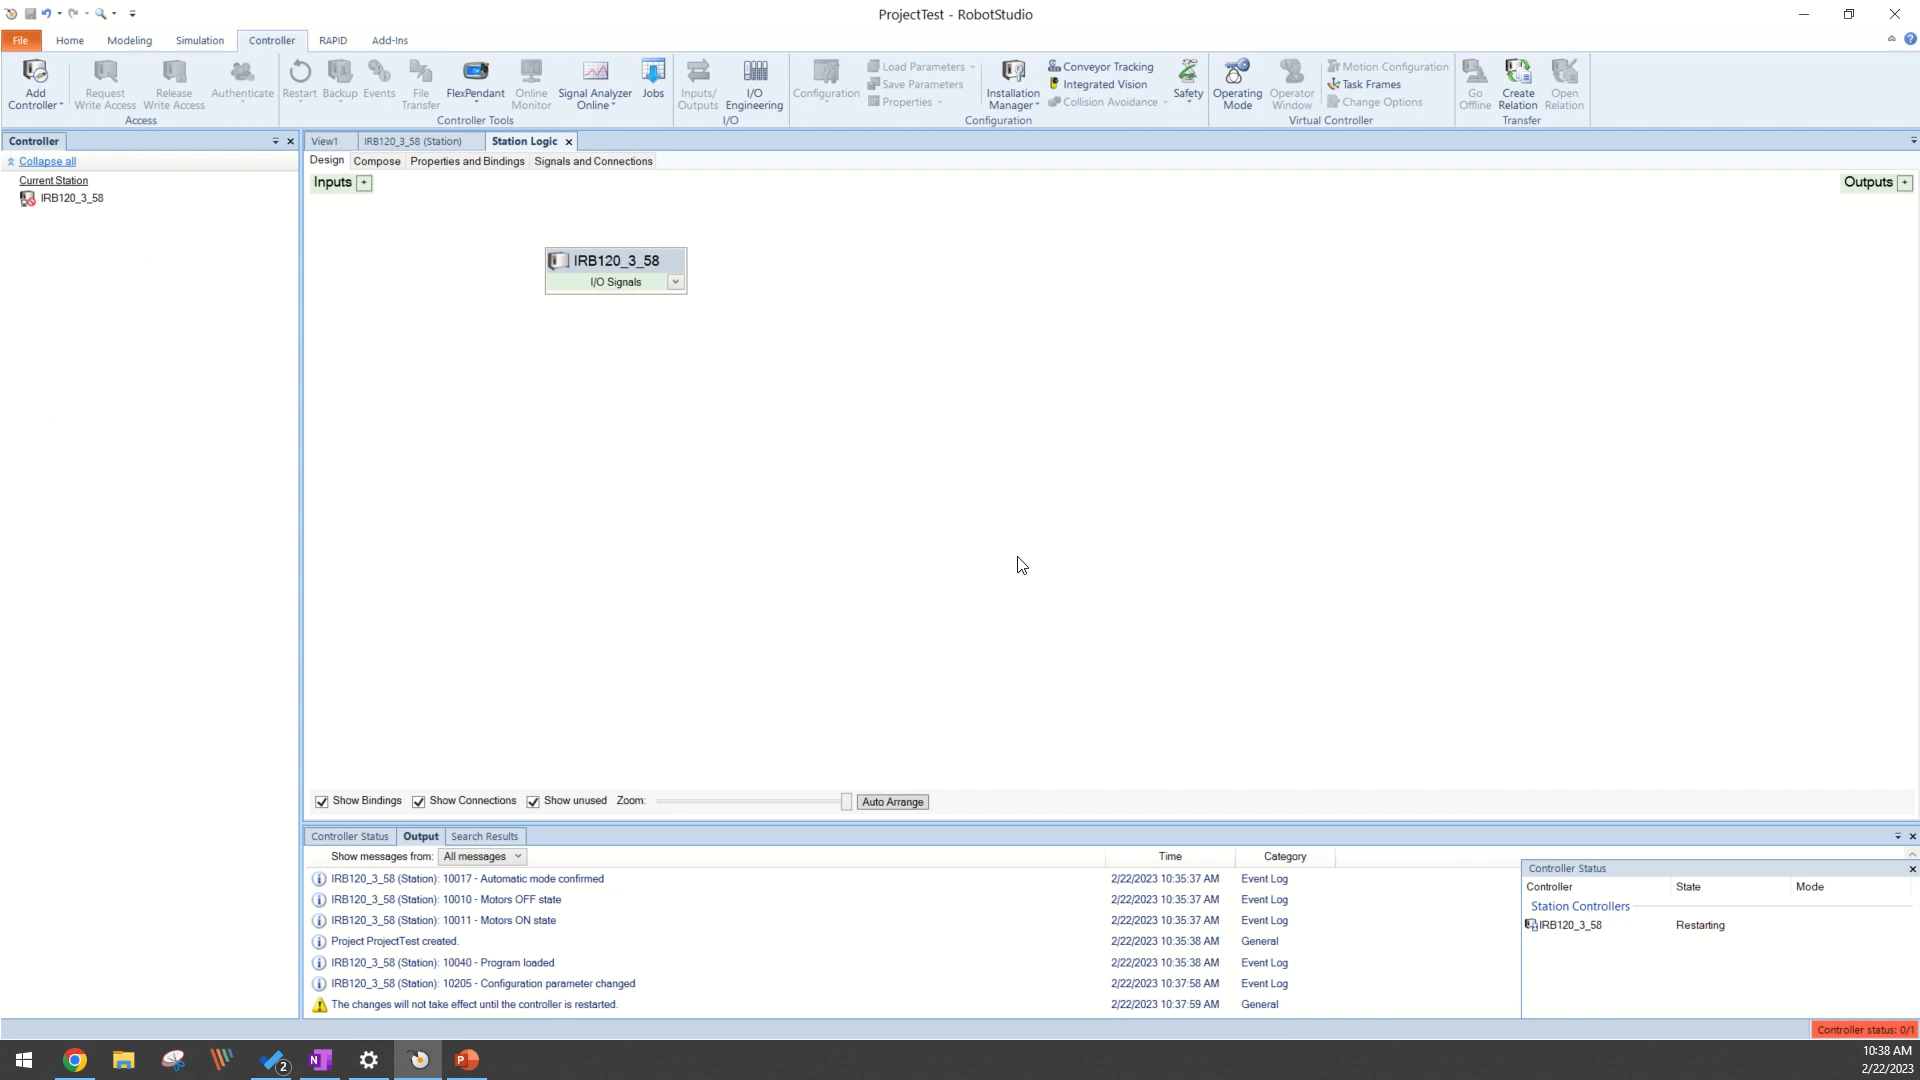 ProjectTest - RobotStudio
File Home Modeling Simulation Controller RAPID Add-Ins
Add Controller
Request Write Access
Release Write Access
Authenticate
Access
Restart
Backup
Events
File Transfer
FlexPendant
Online Monitor
Signal Analyzer Online
Jobs
Controller Tools
Inputs/ Outputs
I/O Engineering
I/O
Configuration
Load Parameters
Save Parameters
Properties
Installation Manager
Conveyor Tracking
Integrated Vision
Collision Avoidance
Safety
Configuration
Operating Mode
Operator Window
Motion Configuration
Task Frames
Change Options
Virtual Controller
Go Offline
Create Relation
Open Relation
Transfer
Controller
Collapse all
Current Station
IRB120_3_58
View1 IRB120_3_58 (Station) Station Logic
Design Compose Properties and Bindings Signals and Connections
Inputs +
Outputs +
IRB120_3_58
I/O Signals
Show Bindings Show Connections Show unused Zoom: Auto Arrange
Controller Status Output Search Results
Show messages from: All messages Time Category
IRB120_3_58 (Station): 10017 - Automatic mode confirmed 2/22/2023 10:35:37 AM Event Log
IRB120_3_58 (Station): 10010 - Motors OFF state 2/22/2023 10:35:37 AM Event Log
IRB120_3_58 (Station): 10011 - Motors ON state 2/22/2023 10:35:37 AM Event Log
Project ProjectTest created. 2/22/2023 10:35:38 AM General
IRB120_3_58 (Station): 10040 - Program loaded 2/22/2023 10:35:38 AM Event Log
IRB120_3_58 (Station): 10205 - Configuration parameter changed 2/22/2023 10:37:58 AM Event Log
The changes will not take effect until the controller is restarted. 2/22/2023 10:37:59 AM General
Controller Status
Controller State Mode
Station Controllers
IRB120_3_58 Restarting
Controller status: 0/1
2
10:38 AM
2/22/2023